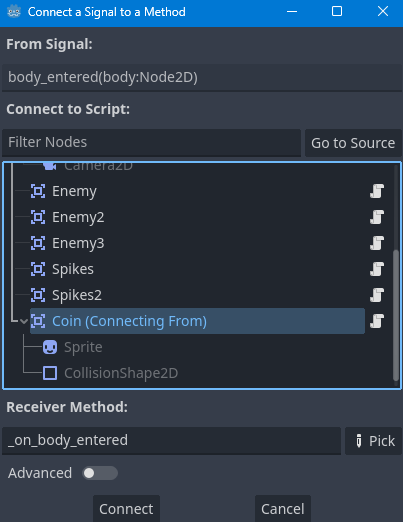 Connect a Signal to a Method
From Signal:
body_entered(body:Node2D)
Connect to Script:
Filter Nodes
Go to Source
Camera2D
Enemy
Enemy2
Enemy3
Spikes
Spikes2
Coin (Connecting From)
Sprite
CollisionShape2D
Receiver Method:
_on_body_entered
Pick
Advanced
Connect
Cancel